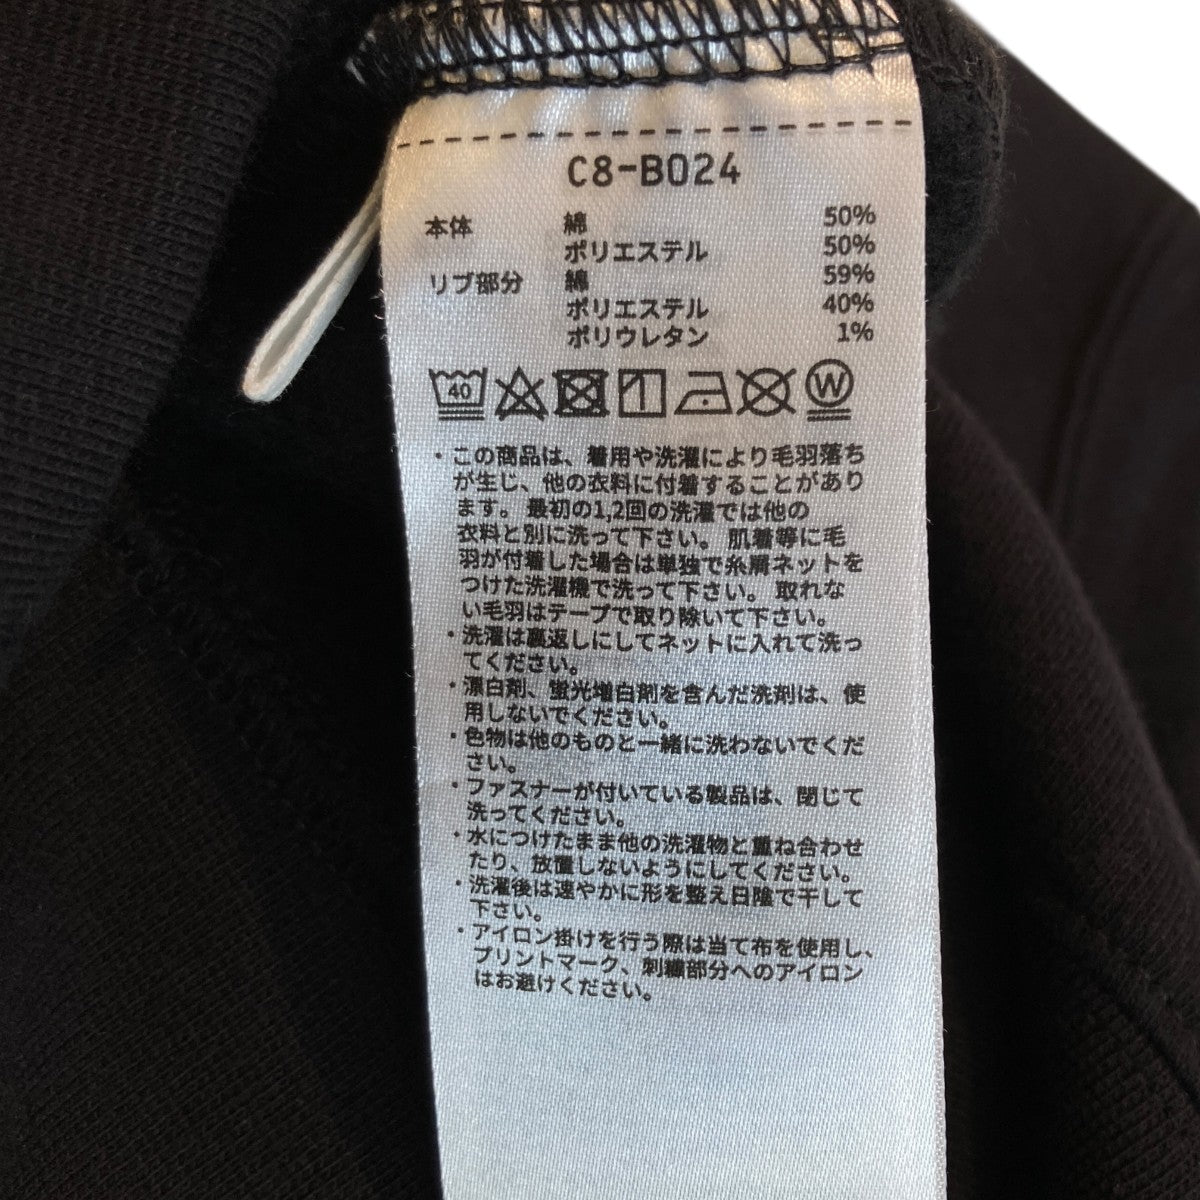 C8-B024
本体 綿 50%
ポリエステル 50%
リブ部分 綿 59%
ポリエステル 40%
ポリウレタン 1%
40 W
・この商品は、着用や洗濯により毛羽落ち
が生じ、他の衣料に付着することがあり
ます。最初の1,2回の洗濯では他の
衣料と別に洗って下さい。 肌着等に毛
羽が付着した場合は単独で糸屑ネットを
つけた洗濯機で洗って下さい。取れな
い毛羽はテープで取り除いて下さい。
・洗濯は裏返しにしてネットに入れて洗っ
てください。
・漂白剤、蛍光増白剤を含んだ洗剤は、使
用しないでください。
・色物は他のものと一緒に洗わないでくだ
さい。
・ファスナーが付いている製品は、閉じて
洗ってください。
・水につけたまま他の洗濯物と重ね合わせ
たり、放置しないようにしてください。
・洗濯後は速やかに形を整え日陰で干して
下さい。
・アイロン掛けを行う際は当て布を使用し、
プリントマーク、刺繍部分へのアイロン
はお避けください。